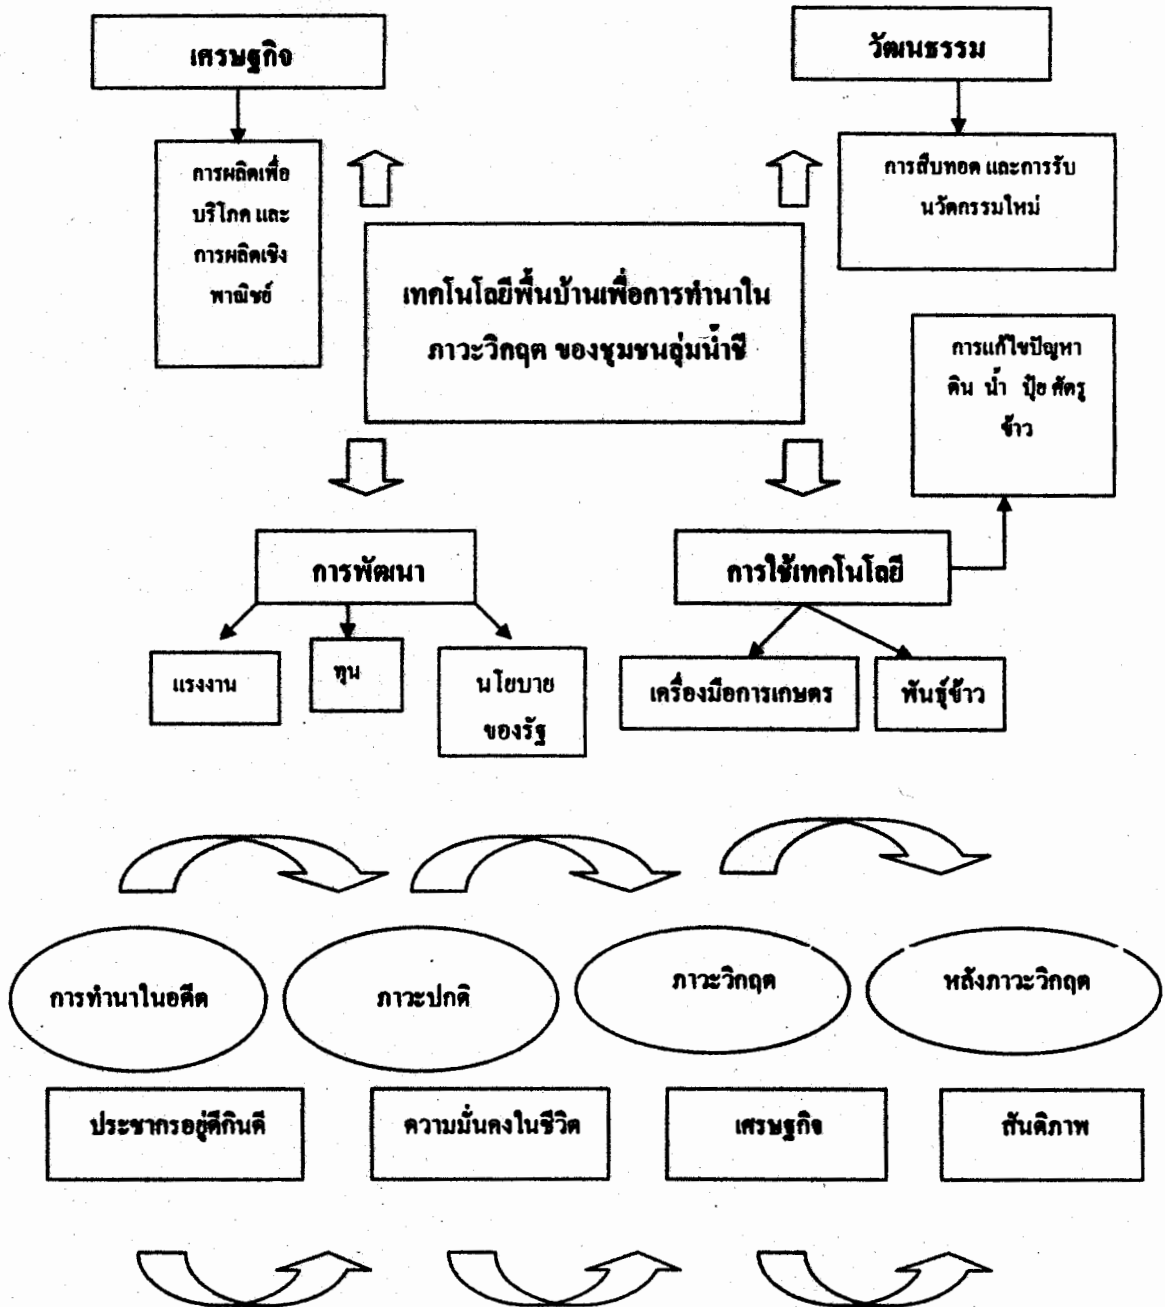 เศรษฐกิจ
วัฒนธรรม
การผลิตเพื่อ
บริโภค และ
การผลิตเชิง
พาณิชย์
การสืบทอด และการรับ
นวัตกรรมใหม่
เทคโนโลยีพื้นบ้านเพื่อการทำนาใน
ภาวะวิกฤต ของชุมชนลุ่มน้ำชี
การแก้ไขปัญหา
ดิน น้ำ ปุ๋ย ศัตรู
ข้าว
การพัฒนา
การใช้เทคโนโลยี
แรงงาน
ทุน
นโยบาย
ของรัฐ
เครื่องมือการเกษตร
พันธุ์ข้าว
การทำนาในอดีต
ภาวะปกติ
ภาวะวิกฤต
หลังภาวะวิกฤต
ประชากรอยู่ดีกินดี
ความมั่นคงในชีวิต
เศรษฐกิจ
สันติภาพ